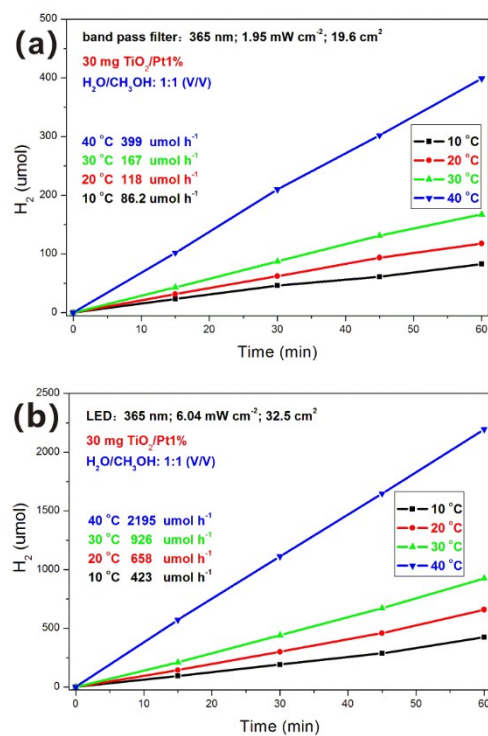 (a)
band pass filter: 365 nm; 1.95 mW cm⁻²; 19.6 cm²
30 mg TiO₂/Pt1%
H₂O/CH₃OH: 1:1 (V/V)
40 °C 399 umol h⁻¹
30 °C 167 umol h⁻¹
20 °C 118 umol h⁻¹
10 °C 86.2 umol h⁻¹
10 °C
20 °C
30 °C
40 °C
H₂ (umol)
500
400
300
200
100
0
0 10 20 30 40 50 60
Time (min)
(b)
LED: 365 nm; 6.04 mW cm⁻²; 32.5 cm²
30 mg TiO₂/Pt1%
H₂O/CH₃OH: 1:1 (V/V)
40 °C 2195 umol h⁻¹
30 °C 926 umol h⁻¹
20 °C 658 umol h⁻¹
10 °C 423 umol h⁻¹
10 °C
20 °C
30 °C
40 °C
H₂ (umol)
2500
2000
1500
1000
500
0
0 10 20 30 40 50 60
Time (min)